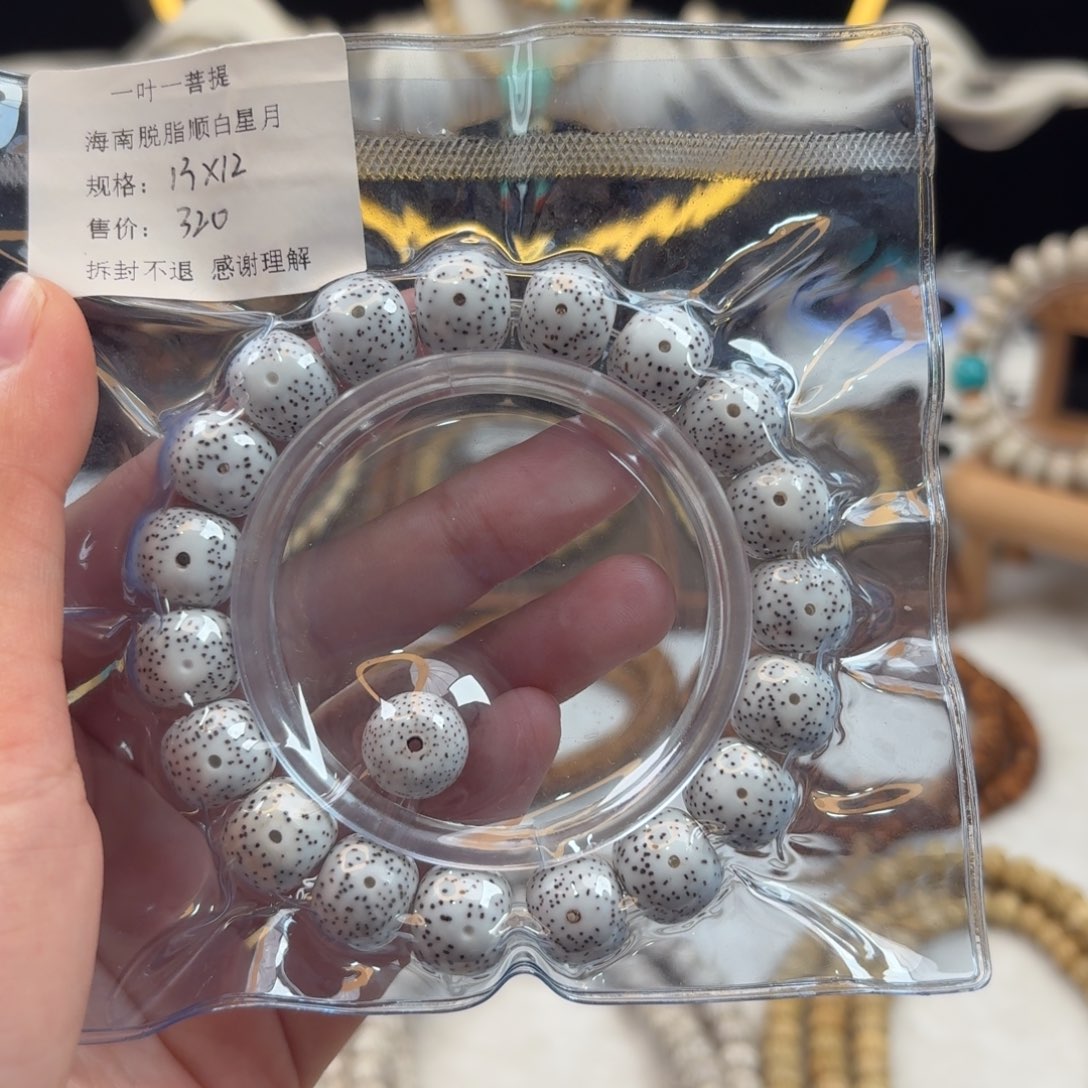 一叶一菩提
海南脱脂顺白星月
规格：13X12
售价：320
拆封不退 感谢理解